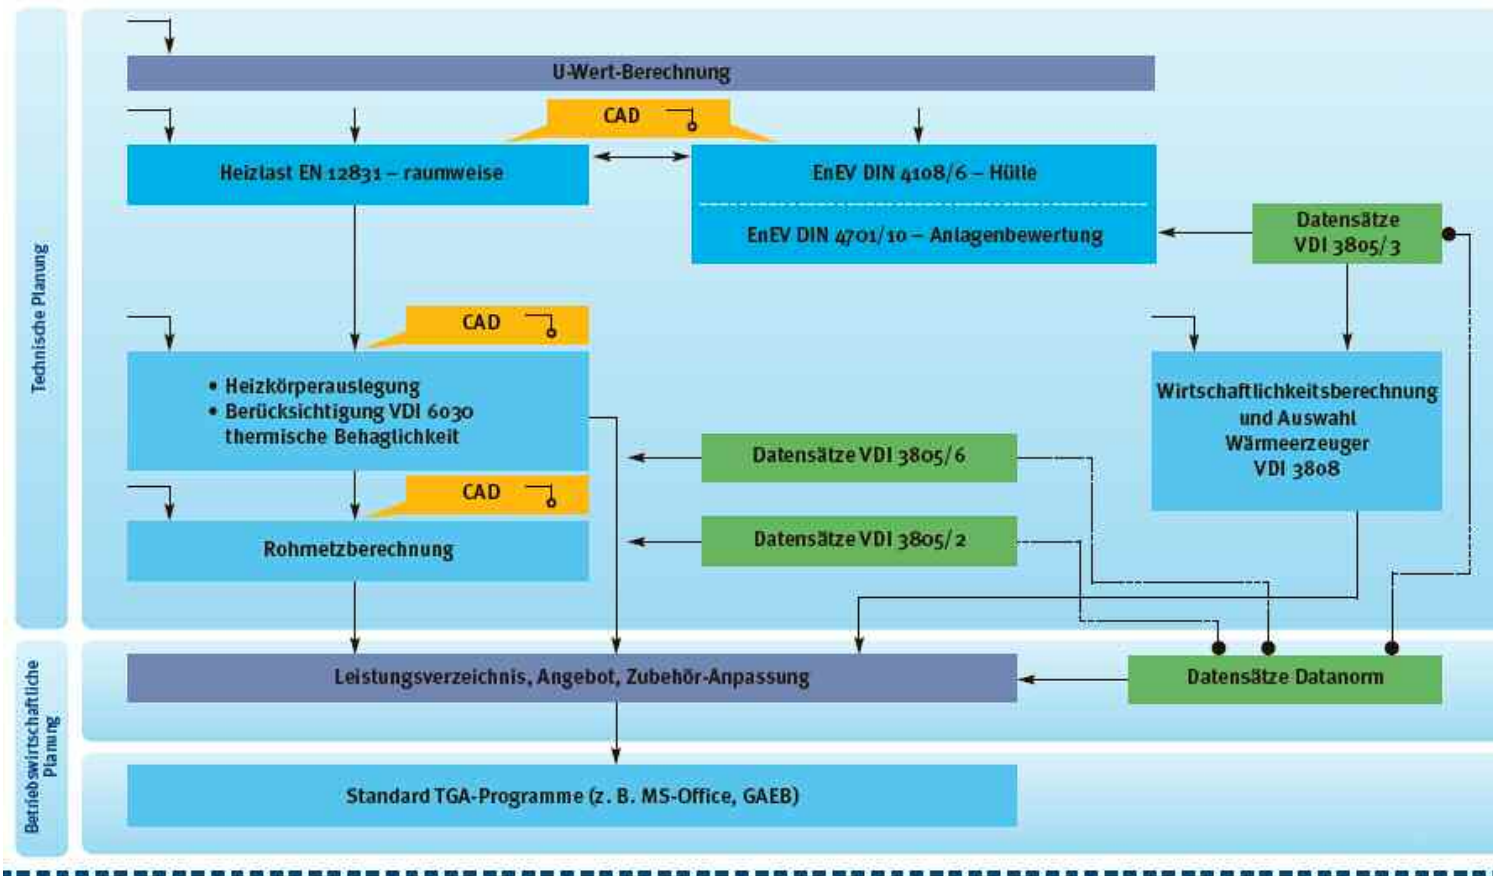 Technische Planung
U-Wert-Berechnung
CAD
Heizlast EN 12831 – raumweise
EnEV DIN 4108/6 – Hülle
EnEV DIN 4701/10 – Anlagenbewertung
Datensätze
VDI 3805/3
CAD
• Heizkörperauslegung
• Berücksichtigung VDI 6030
thermische Behaglichkeit
Wirtschaftlichkeitsberechnung
und Auswahl
Wärmeerzeuger
VDI 3808
Datensätze VDI 3805/6
CAD
Rohrnetzberechnung
Datensätze VDI 3805/2
Betriebswirtschaftliche
Planung
Leistungsverzeichnis, Angebot, Zubehör-Anpassung
Datensätze Datanorm
Standard TGA-Programme (z. B. MS-Office, GAEB)